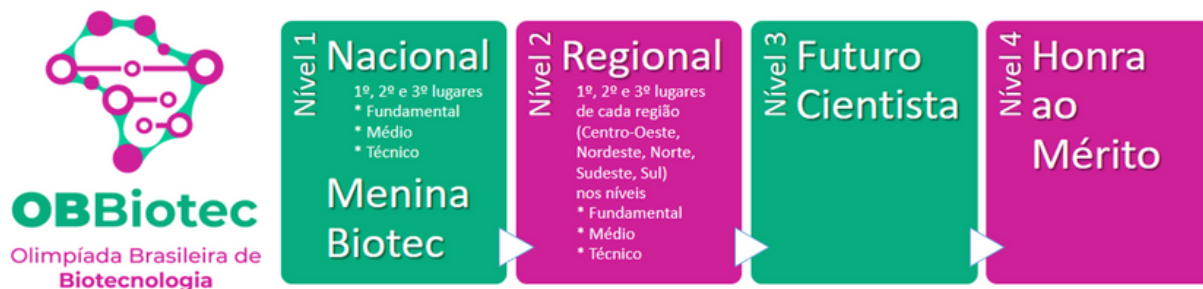 OBBiotec
Olimpíada Brasileira de
Biotecnologia
Nível 1
Nacional
1º, 2º e 3º lugares
* Fundamental
* Médio
* Técnico
Menina
Biotec
Nível 2
Regional
1º, 2º e 3º lugares
de cada região
(Centro-Oeste,
Nordeste, Norte,
Sudeste, Sul)
nos níveis
* Fundamental
* Médio
* Técnico
Nível 3
Futuro
Cientista
Nível 4
Honra
ao
Mérito